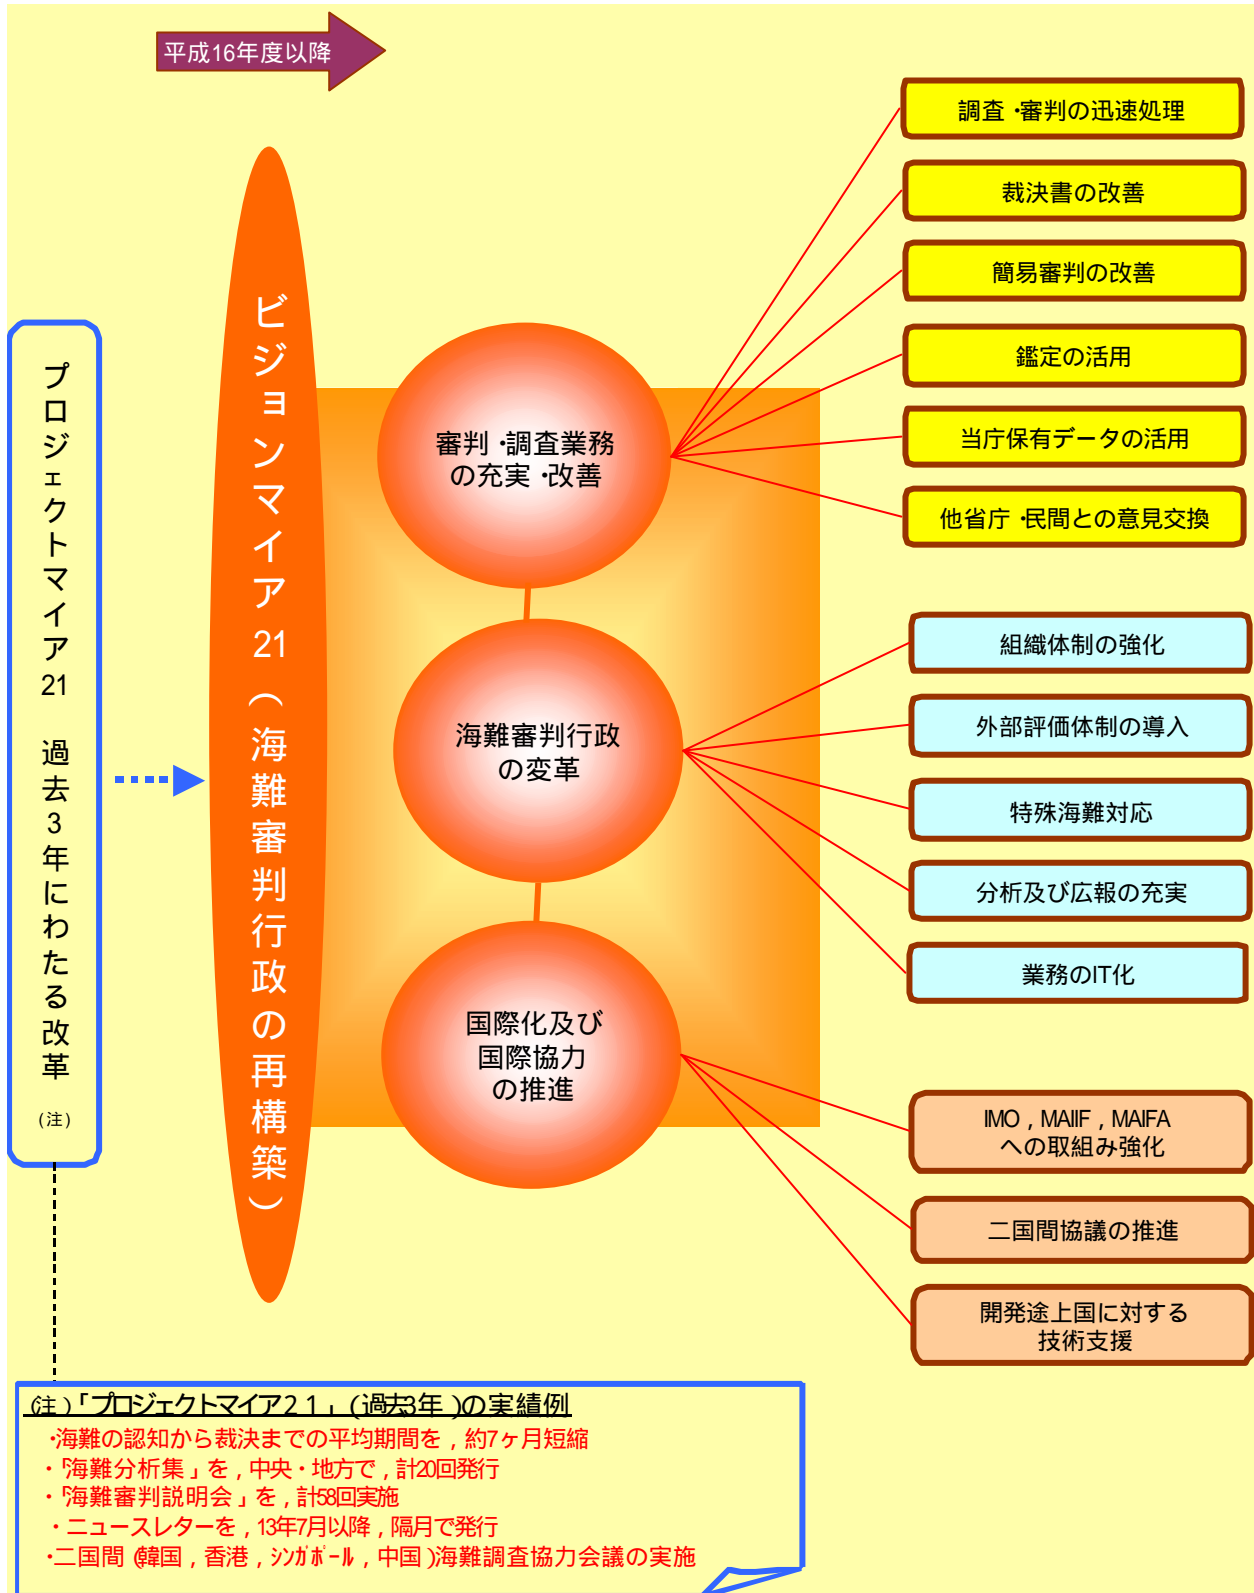 平成16年度以降
プロジェクトマイア21　過去3年にわたる改革
(注)
ビジョンマイア21（海難審判行政の再構築）
審判・調査業務
の充実・改善
調査・審判の迅速処理
裁決書の改善
簡易審判の改善
鑑定の活用
当庁保有データの活用
他省庁・民間との意見交換
海難審判行政
の変革
組織体制の強化
外部評価体制の導入
特殊海難対応
分析及び広報の充実
業務のIT化
国際化及び
国際協力
の推進
IMO , MAIIF , MAIFA
への取組み強化
二国間協議の推進
開発途上国に対する
技術支援
(注)「プロジェクトマイア２１」(過去3年)の実績例
・海難の認知から裁決までの平均期間を , 約7ヶ月短縮
・「海難分析集」を , 中央・地方で , 計20回発行
・「海難審判説明会」を , 計58回実施
・ニュースレターを , 13年7月以降 , 隔月で発行
・二国間(韓国 , 香港 , ｼﾝｶﾞﾎﾟｰﾙ , 中国)海難調査協力会議の実施